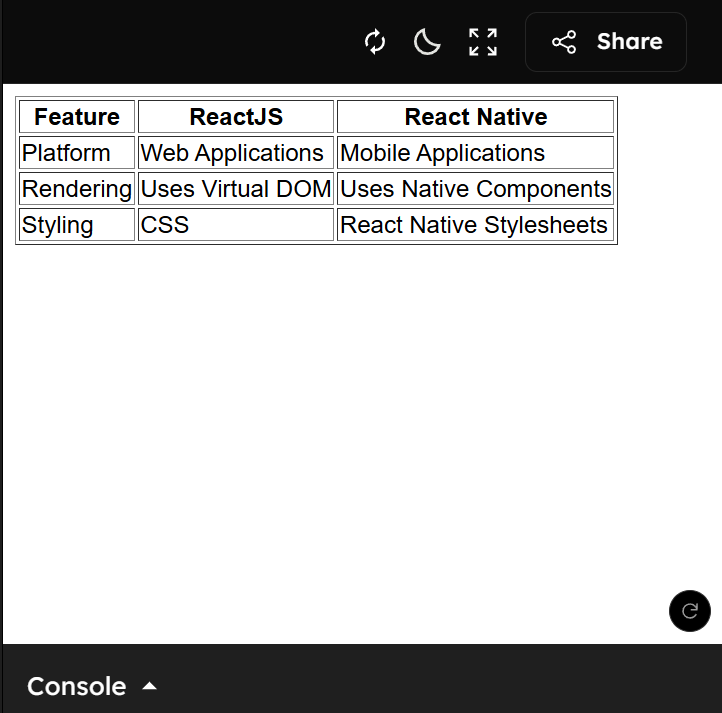 Share
Feature ReactJS React Native
Platform Web Applications Mobile Applications
Rendering Uses Virtual DOM Uses Native Components
Styling CSS React Native Stylesheets
Console